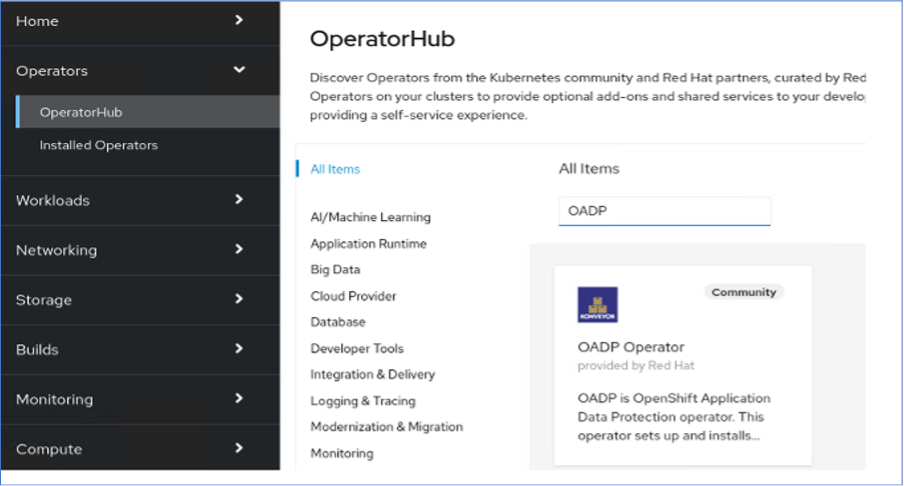 Home
Operators
OperatorHub
Installed Operators
Workloads
Networking
Storage
Builds
Monitoring
Compute
OperatorHub
Discover Operators from the Kubernetes community and Red Hat partners, curated by Red
Operators on your clusters to provide optional add-ons and shared services to your develo
providing a self-service experience.
All Items
AI/Machine Learning
Application Runtime
Big Data
Cloud Provider
Database
Developer Tools
Integration & Delivery
Logging & Tracing
Modernization & Migration
Monitoring
All Items
OADP
Community
KONVEYOR
OADP Operator
provided by Red Hat
OADP is OpenShift Application
Data Protection operator. This
operator sets up and installs...